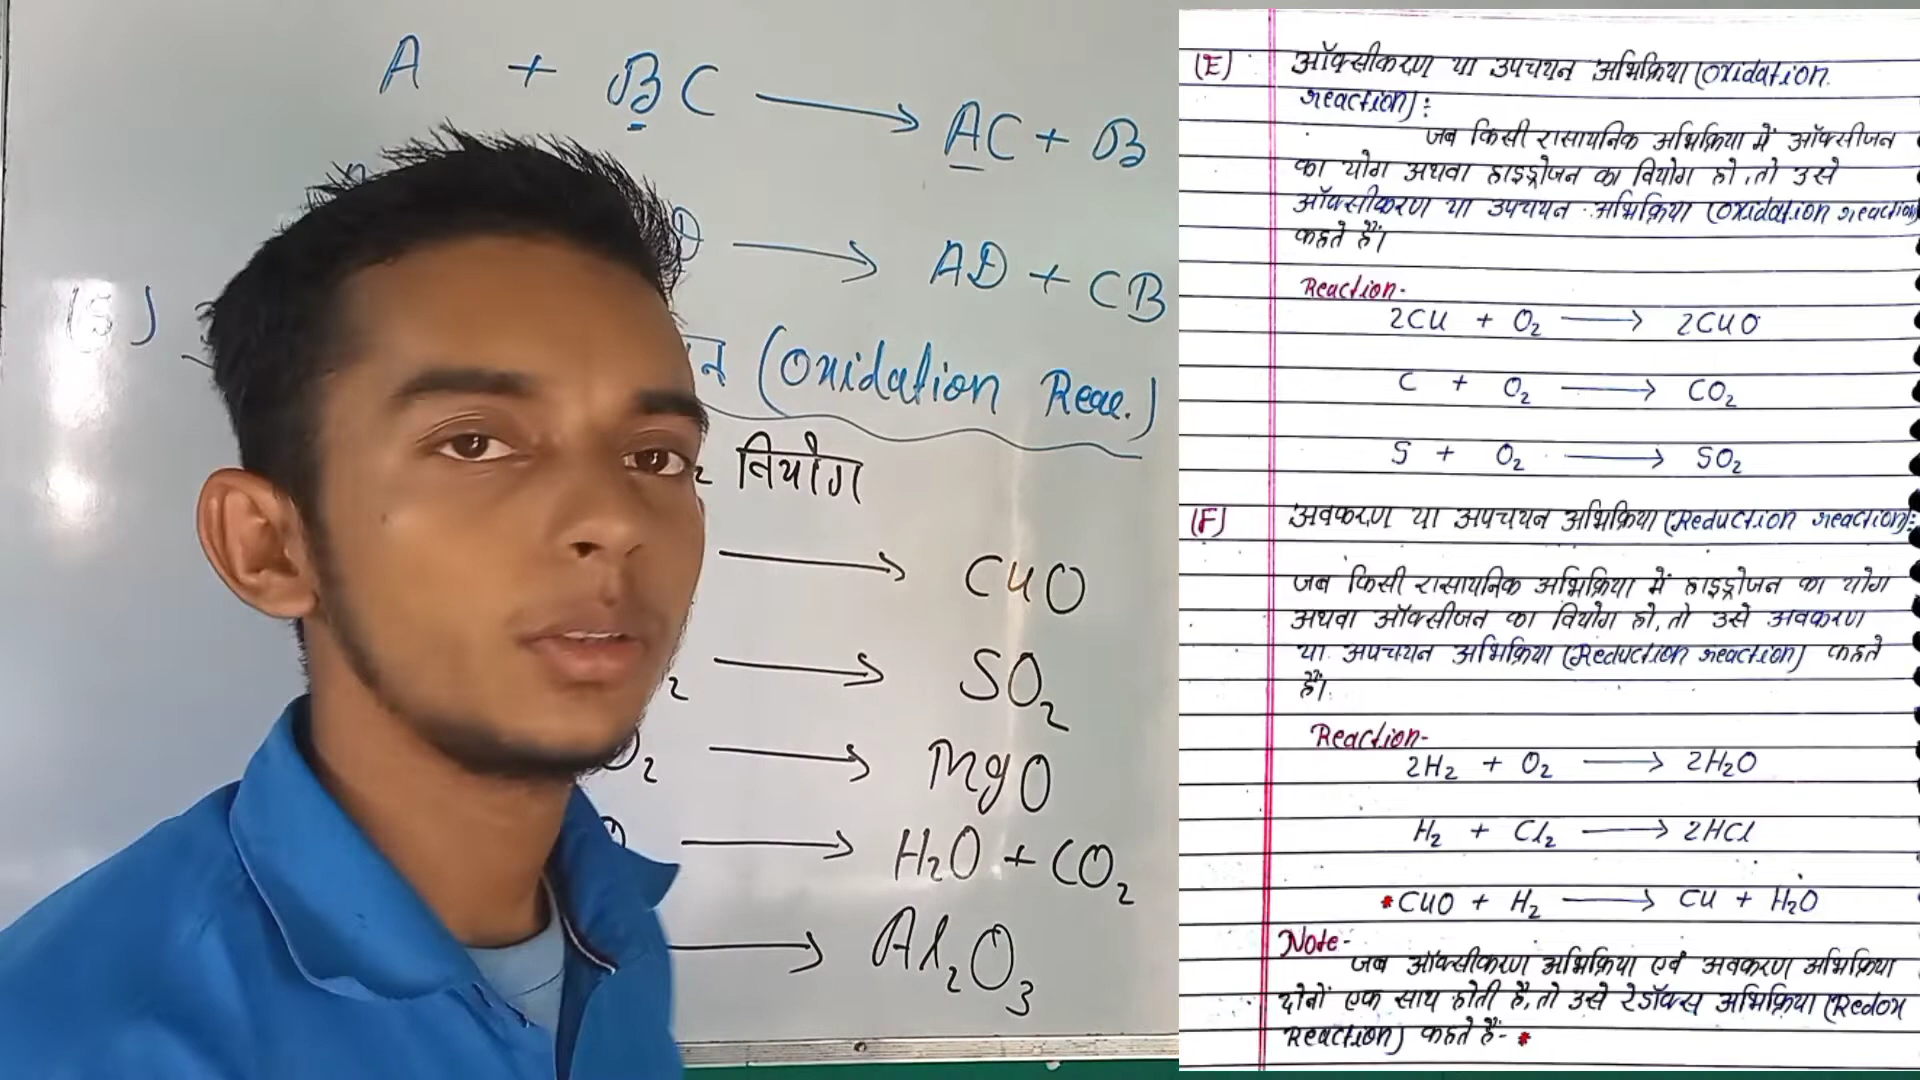 A + BC → AC + B
D → AD + CB
न (Oxidation Reac.)
2 वियोग
→ CuO
2 → SO2
O2 → MgO
→ H2O + CO2
→ Al2O3
(E) ऑक्सीकरण या उपचयन अभिक्रिया (Oxidation
reaction):
जब किसी रासायनिक अभिक्रिया में ऑक्सीजन
का योग अथवा हाइड्रोजन का वियोग हो, तो उसे
ऑक्सीकरण या उपचयन अभिक्रिया (Oxidation reaction)
कहते हैं।
Reaction-
2Cu + O2 → 2CuO
C + O2 → CO2
S + O2 → SO2
(F) अवकरण या अपचयन अभिक्रिया (Reduction reaction):
जब किसी रासायनिक अभिक्रिया में हाइड्रोजन का योग
अथवा ऑक्सीजन का वियोग हो, तो उसे अवकरण
या अपचयन अभिक्रिया (Reduction reaction) कहते
हैं।
Reaction-
2H2 + O2 → 2H2O
H2 + Cl2 → 2HCl
*CuO + H2 → Cu + H2O
Note-
जब ऑक्सीकरण अभिक्रिया एवं अवकरण अभिक्रिया
दोनों एक साथ होती है, तो उसे रेडॉक्स अभिक्रिया (Redox
Reaction) कहते हैं- *